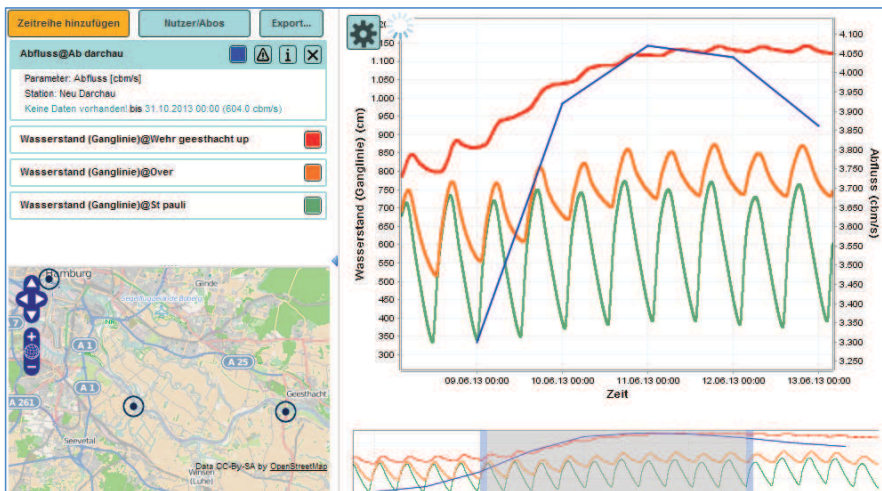 Zeitreihe hinzufügen
Nutzer/Abos
Export...
Abfluss@Ab darchau
Parameter: Abfluss [cbm/s]
Station: Neu Darchau
Keine Daten vorhanden! bis 31.10.2013 00:00 (604.0 cbm/s)
Wasserstand (Ganglinie)@Wehr geesthacht up
Wasserstand (Ganglinie)@Over
Wasserstand (Ganglinie)@St pauli
Hamburg
Glinde
A 7
A 1
A 25
A 1
A 261
Geesthacht
Seevetal
Winsen
(Luhe)
Data CC-By-SA by OpenStreetMap
Wasserstand (Ganglinie) (cm)
1.150
1.100
1.050
1.000
950
900
850
800
750
700
650
600
550
500
450
400
350
300
4.100
4.050
4.000
3.950
3.900
3.850
3.800
3.750
3.700
3.650
3.600
3.550
3.500
3.450
3.400
3.350
3.300
3.250
Abfluss (cbm/s)
09.06.13 00:00
10.06.13 00:00
11.06.13 00:00
12.06.13 00:00
13.06.13 00:00
Zeit